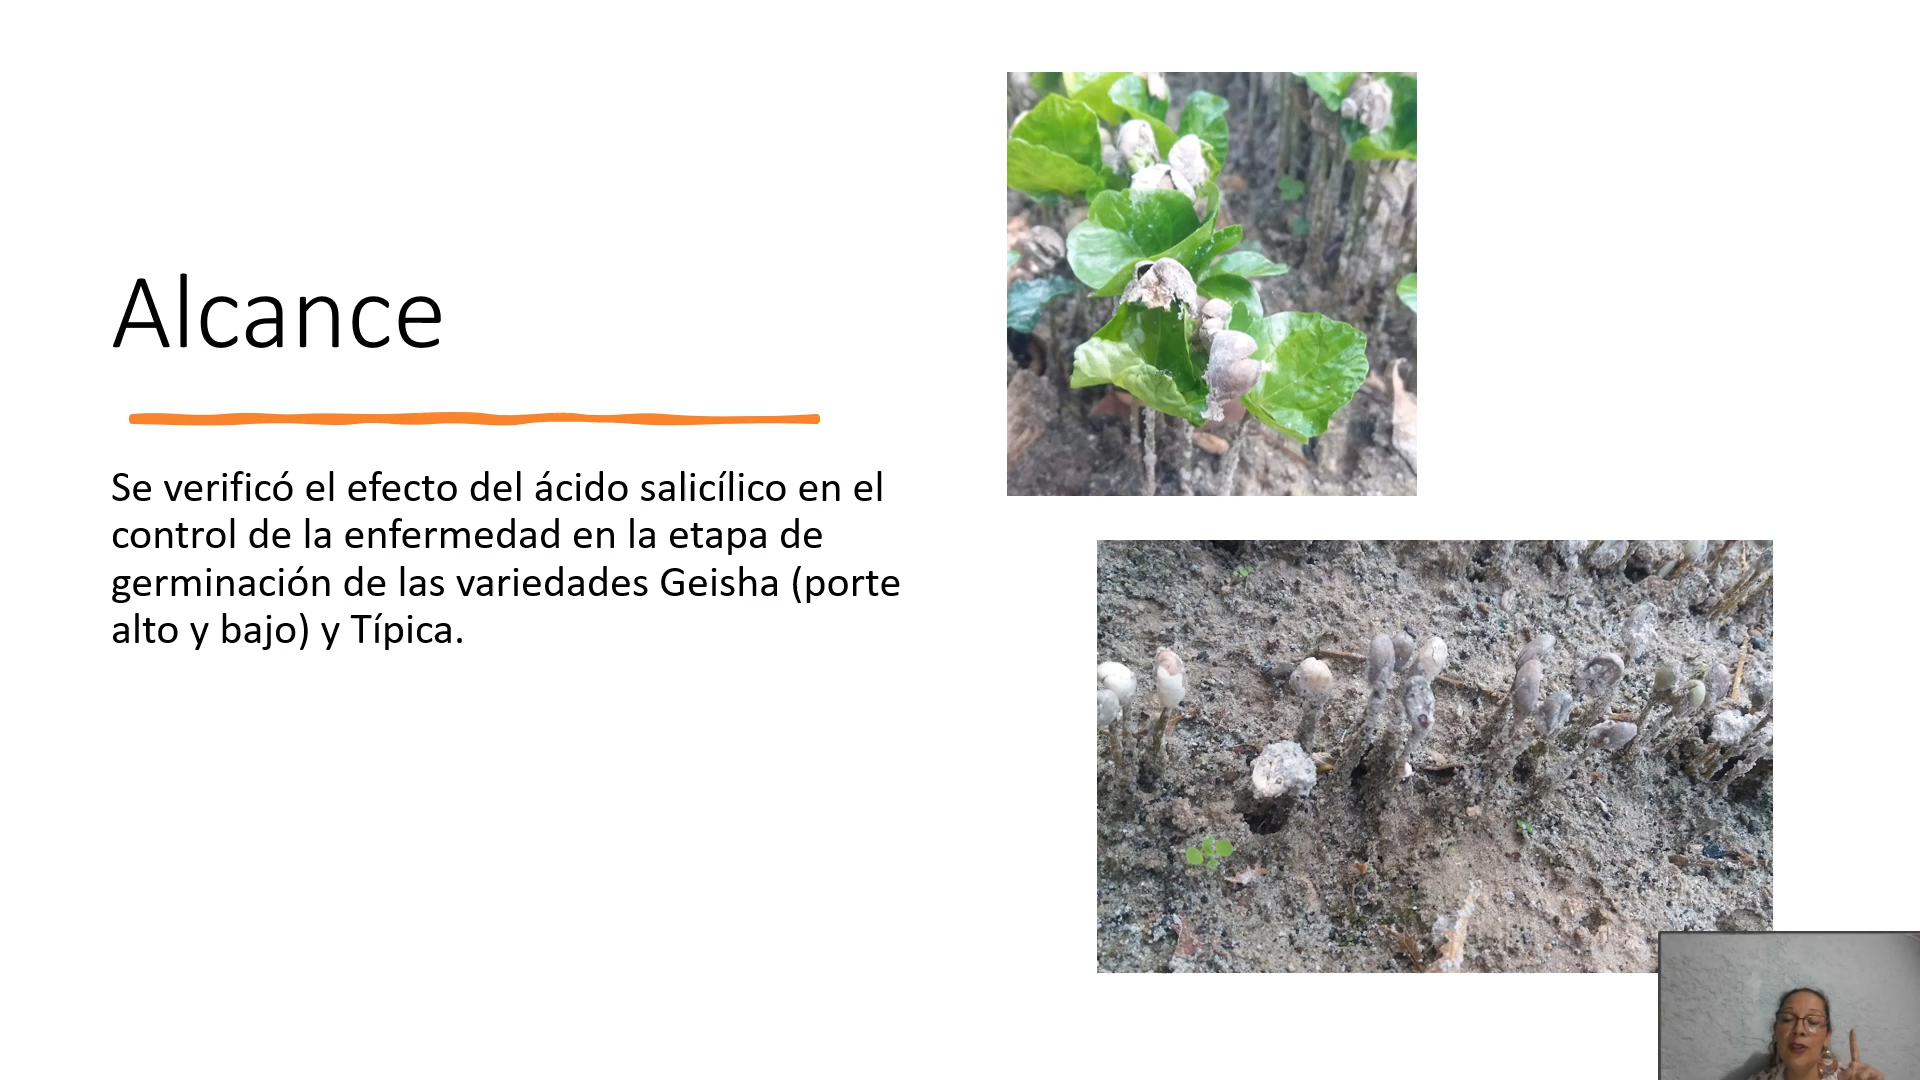 Alcance
Se verificó el efecto del ácido salicílico en el
control de la enfermedad en la etapa de
germinación de las variedades Geisha (porte
alto y bajo) y Típica.